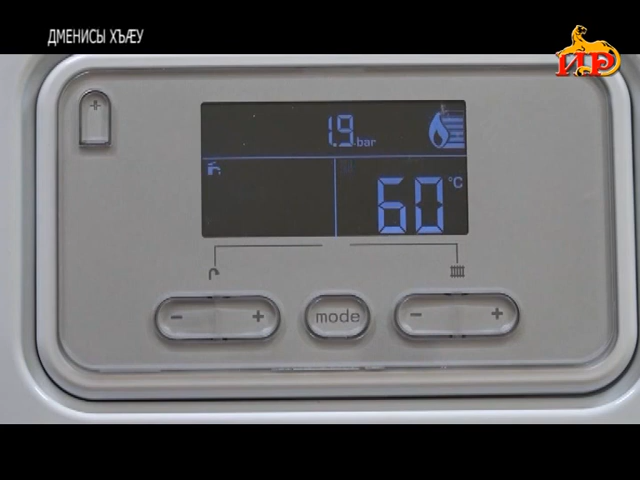 ДМЕНИСЫ ХЪÆУ
ИР
1.9 bar
60 °C
- + mode - +